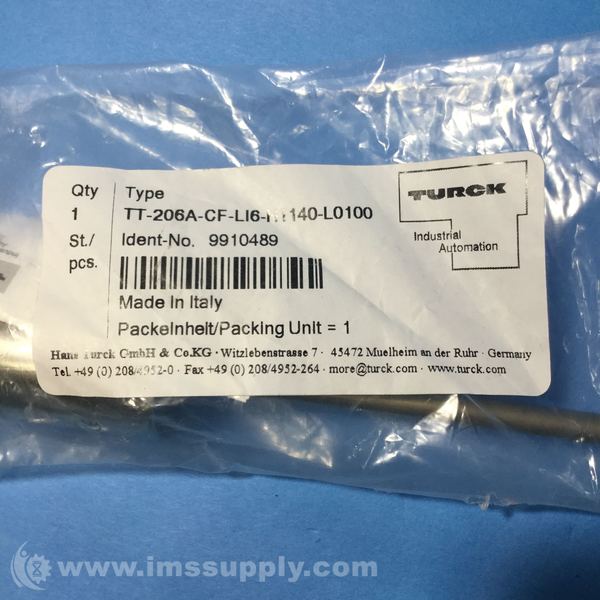 Qty Type
1 TT-206A-CF-LI6-H1140-L0100
TURCK
Industrial
Automation
St./
pcs.
Ident-No. 9910489
Made In Italy
Packeinheit/Packing Unit = 1
Hans Turck GmbH & Co.KG · Witzlebenstrasse 7 · 45472 Muelheim an der Ruhr · Germany
Tel. +49 (0) 208/4952-0 · Fax +49 (0) 208/4952-264 · more@turck.com · www.turck.com
www.imssupply.com